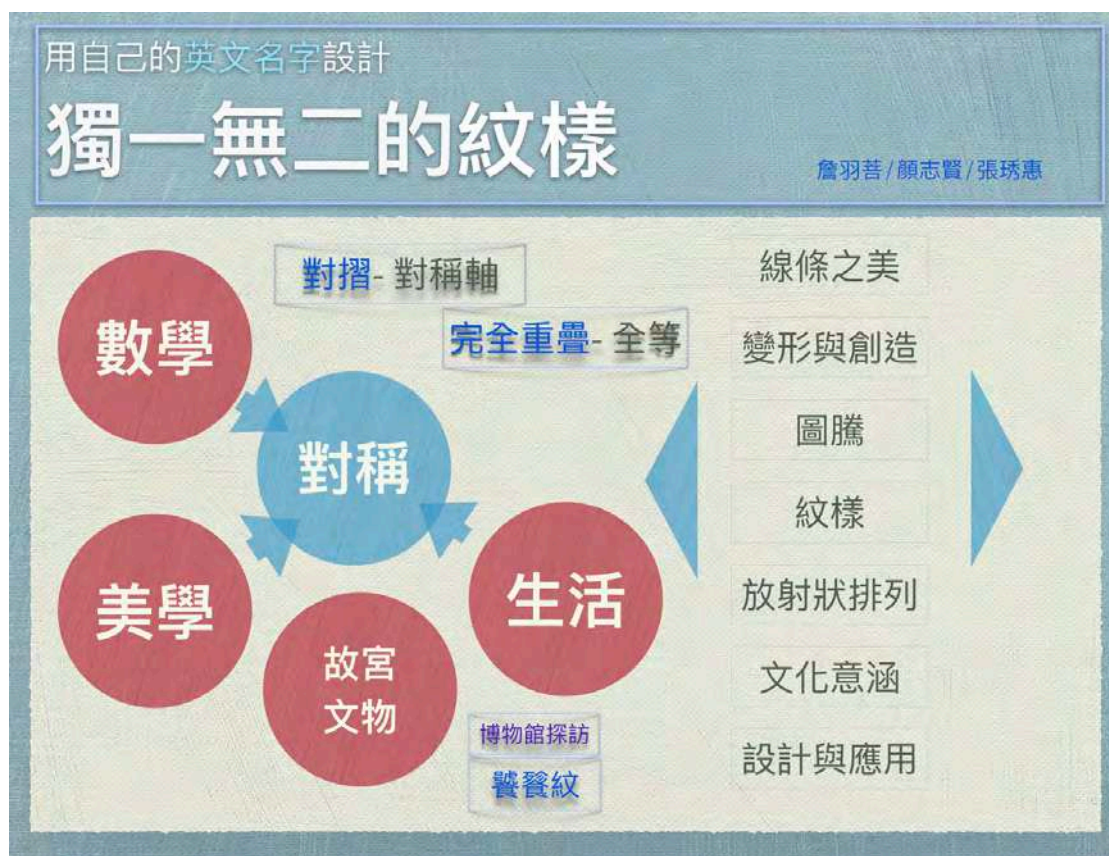 用自己的英文名字設計
獨一無二的紋樣
詹羽菩/顏志賢/張琇惠
數學
對摺- 對稱軸
完全重疊- 全等
對稱
美學
生活
故宮
文物
博物館探訪
饕餮紋
線條之美
變形與創造
圖騰
紋樣
放射狀排列
文化意涵
設計與應用